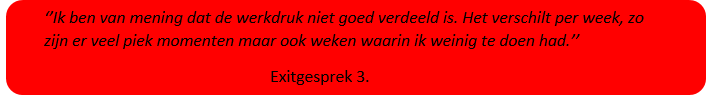 “Ik ben van mening dat de werkdruk niet goed verdeeld is. Het verschilt per week, zo
zijn er veel piek momenten maar ook weken waarin ik weinig te doen had.”
Exitgesprek 3.